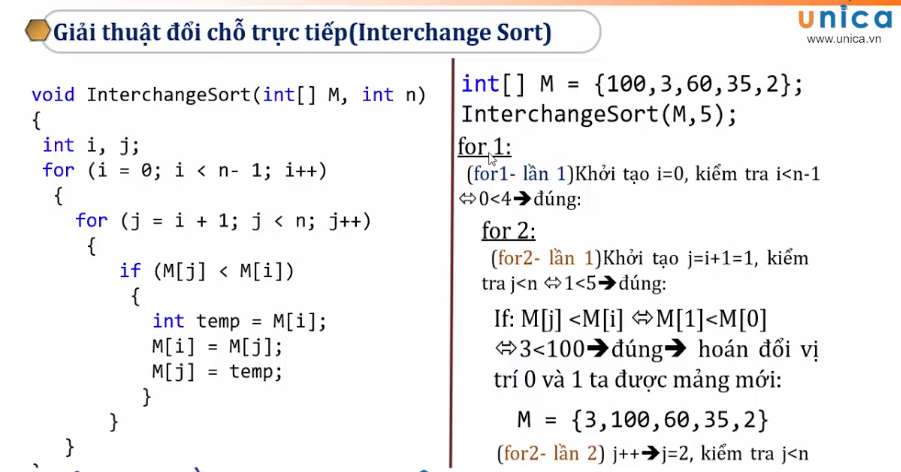 Giải thuật đổi chỗ trực tiếp(Interchange Sort)
unica
www.unica.vn
void InterchangeSort(int[] M, int n)
{
int i, j;
for (i = 0; i < n- 1; i++)
{
for (j = i + 1; j < n; j++)
{
if (M[j] < M[i])
{
int temp = M[i];
M[i] = M[j];
M[j] = temp;
}
}
}
int[] M = {100,3,60,35,2};
InterchangeSort(M,5);
for 1:
(for1- lần 1)Khởi tạo i=0, kiểm tra i<n-1
⇔0<4➔đúng:
for 2:
(for2- lần 1)Khởi tạo j=i+1=1, kiểm
tra j<n ⇔1<5➔đúng:
If: M[j] <M[i] ⇔M[1]<M[0]
⇔3<100➔đúng➔ hoán đổi vị
trí 0 và 1 ta được mảng mới:
M = {3,100,60,35,2}
(for2- lần 2) j++➔j=2, kiểm tra j<n